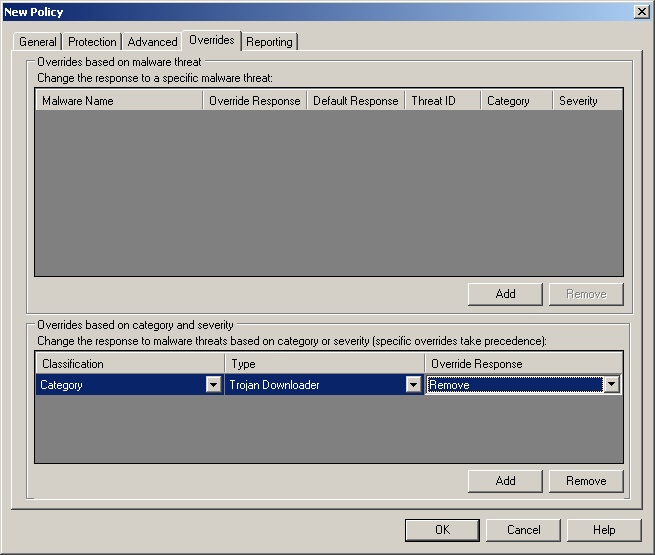 New Policy
General Protection Advanced Overrides Reporting
Overrides based on malware threat
Change the response to a specific malware threat:
Malware Name Override Response Default Response Threat ID Category Severity
Add Remove
Overrides based on category and severity
Change the response to malware threats based on category or severity (specific overrides take precedence):
Classification Type Override Response
Category Trojan Downloader Remove
Add Remove
OK Cancel Help